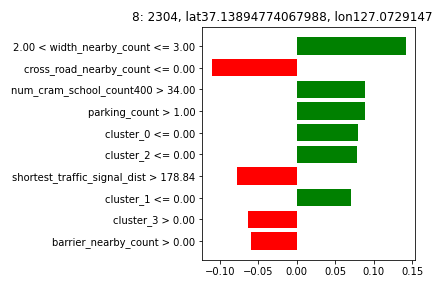 8: 2304, lat37.13894774067988, lon127.0729147
2.00 < width_nearby_count <= 3.00
cross_road_nearby_count <= 0.00
num_cram_school_count400 > 34.00
parking_count > 1.00
cluster_0 <= 0.00
cluster_2 <= 0.00
shortest_traffic_signal_dist > 178.84
cluster_1 <= 0.00
cluster_3 > 0.00
barrier_nearby_count > 0.00
−0.10 −0.05 0.00 0.05 0.10 0.15